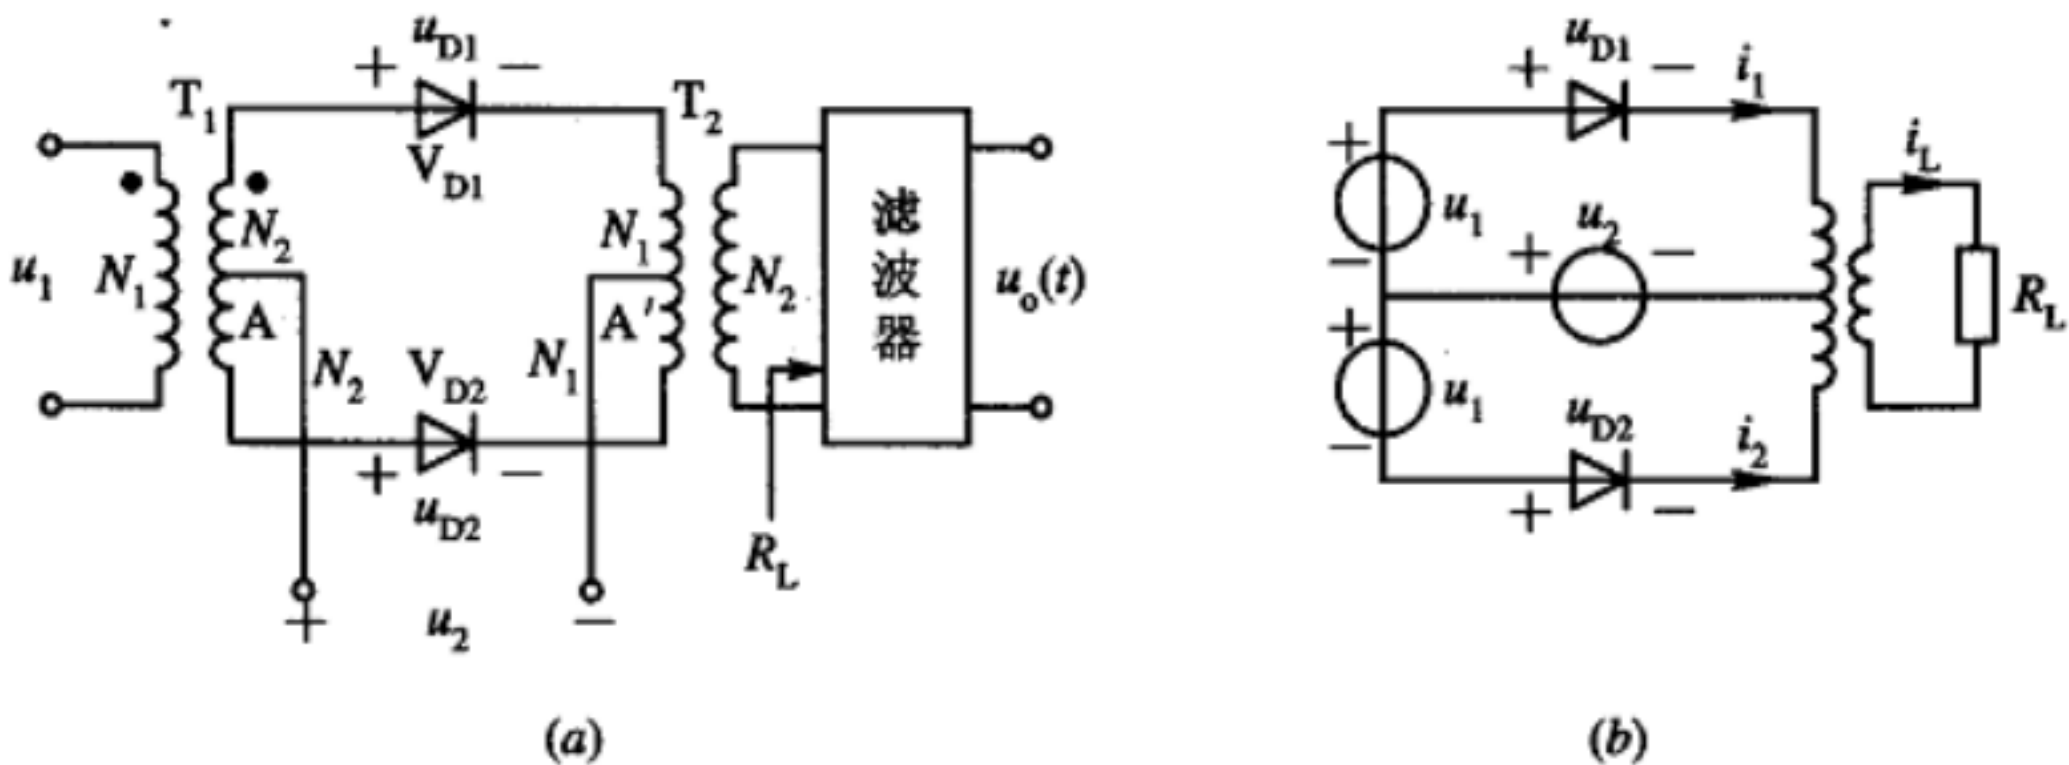 u_D1
+ −
T_1 T_2
V_D1
u_1 N_1 N_2 N_1 N_2 滤波器 u_o(t)
A A′
N_2 V_D2 N_1
+ −
u_D2
R_L
+ u_2 −
(a)
u_D1
+ − i_1
+ u_1 −
+ u_2 −
i_L
R_L
+ u_1 −
u_D2
+ − i_2
(b)